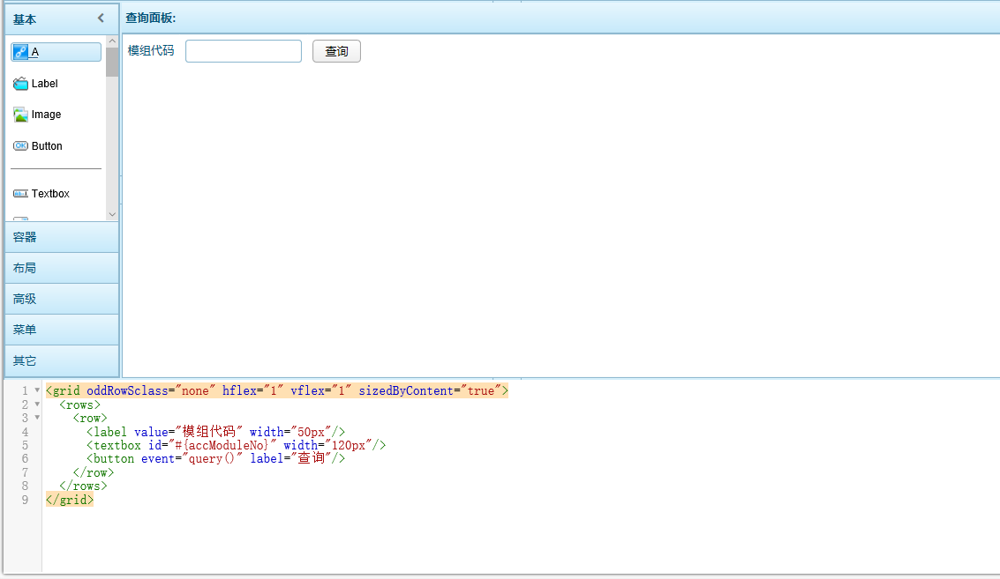 基本
查询面板:
A
Label
Image
Button
Textbox
容器
布局
高级
菜单
其它
模组代码 查询
1 <grid oddRowSclass="none" hflex="1" vflex="1" sizedByContent="true">
2 <rows>
3 <row>
4 <label value="模组代码" width="50px"/>
5 <textbox id="#{accModuleNo}" width="120px"/>
6 <button event="query()" label="查询"/>
7 </row>
8 </rows>
9 </grid>